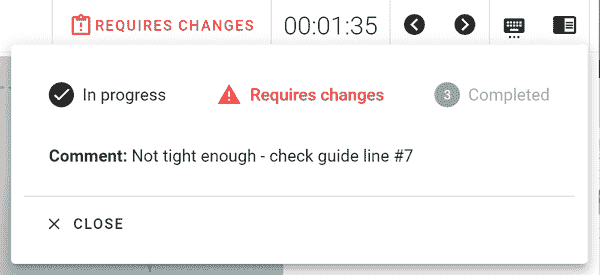 REQUIRES CHANGES 00:01:35
In progress Requires changes 3 Completed
Comment: Not tight enough - check guide line #7
CLOSE